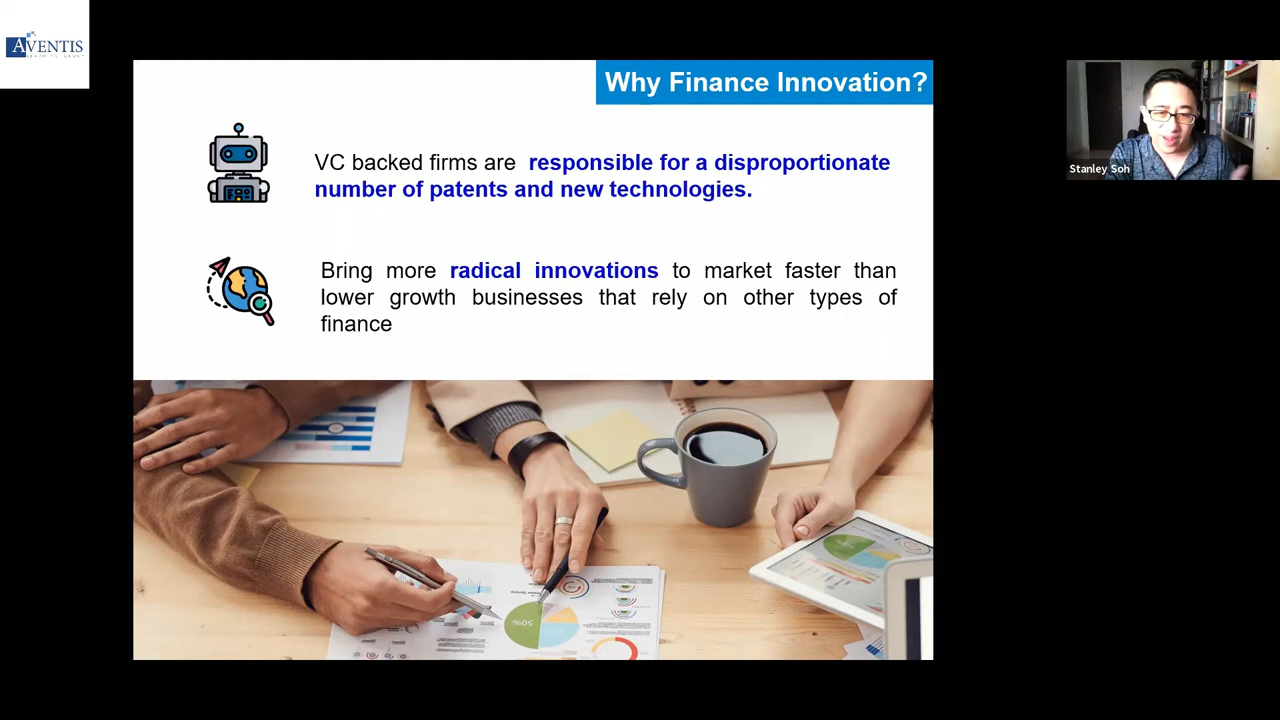 AVENTIS
Why Finance Innovation?
VC backed firms are responsible for a disproportionate
number of patents and new technologies.
Stanley Soh
Bring more radical innovations to market faster than
lower growth businesses that rely on other types of
finance
50%